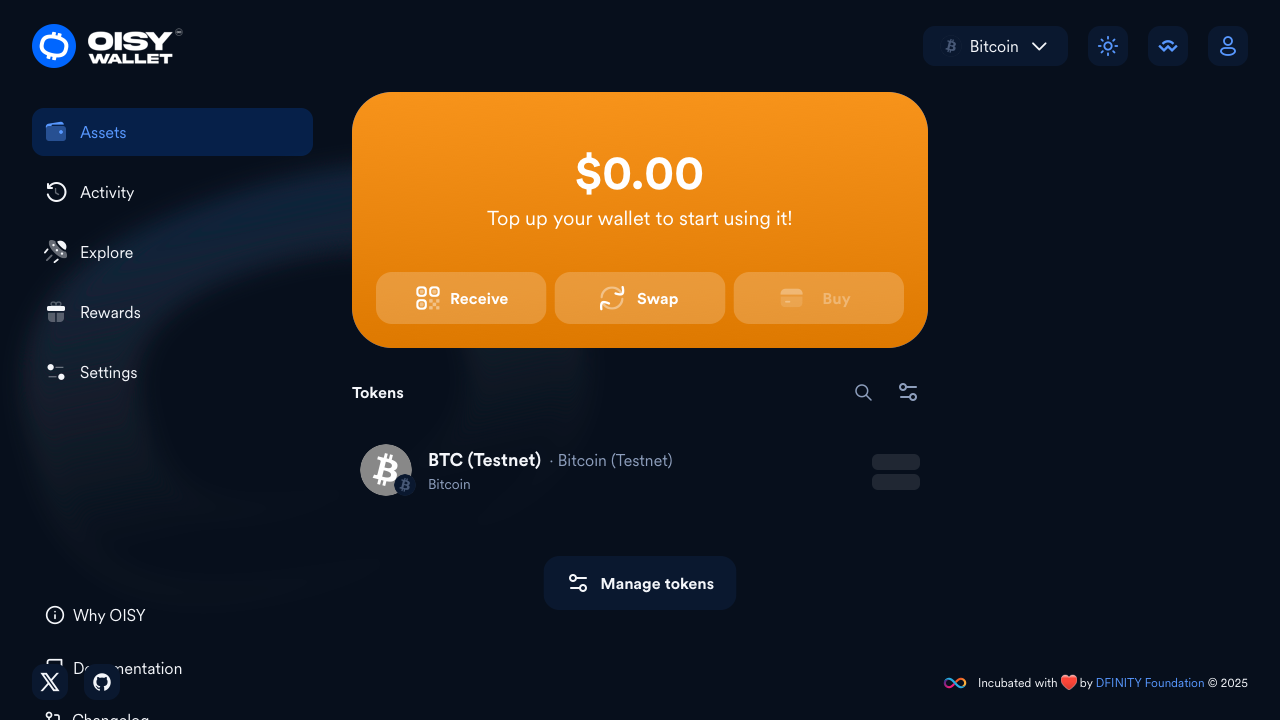 OISY
WALLET
Bitcoin
Assets
Activity
Explore
Rewards
Settings
$0.00
Top up your wallet to start using it!
Receive
Swap
Buy
Tokens
BTC (Testnet) · Bitcoin (Testnet)
Bitcoin
Manage tokens
Why OISY
Documentation
Changelog
Incubated with ❤️ by DFINITY Foundation © 2025